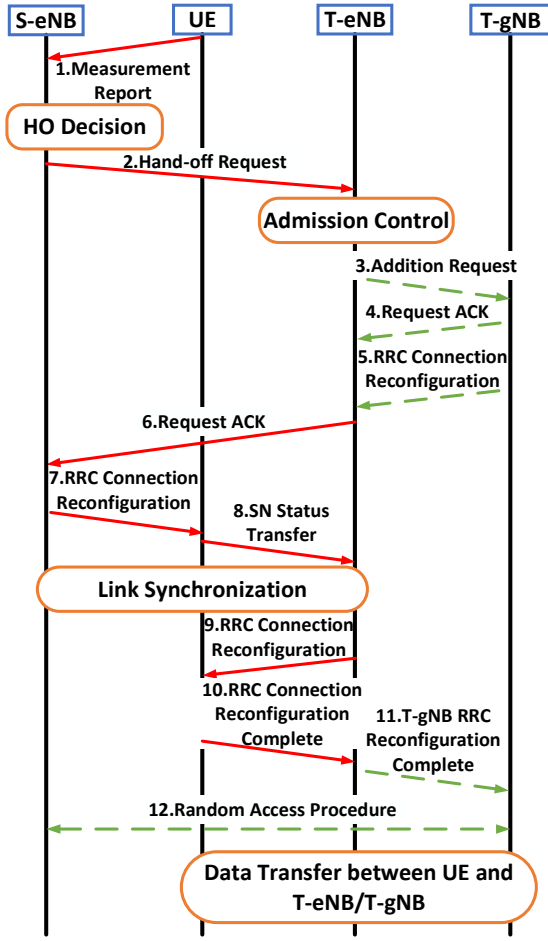 S-eNB
UE
T-eNB
T-gNB
1.Measurement
Report
HO Decision
2.Hand-off Request
Admission Control
3.Addition Request
4.Request ACK
5.RRC Connection
Reconfiguration
6.Request ACK
7.RRC Connection
Reconfiguration
8.SN Status
Transfer
Link Synchronization
9.RRC Connection
Reconfiguration
10.RRC Connection
Reconfiguration
Complete
11.T-gNB RRC
Reconfiguration
Complete
12.Random Access Procedure
Data Transfer between UE and
T-eNB/T-gNB